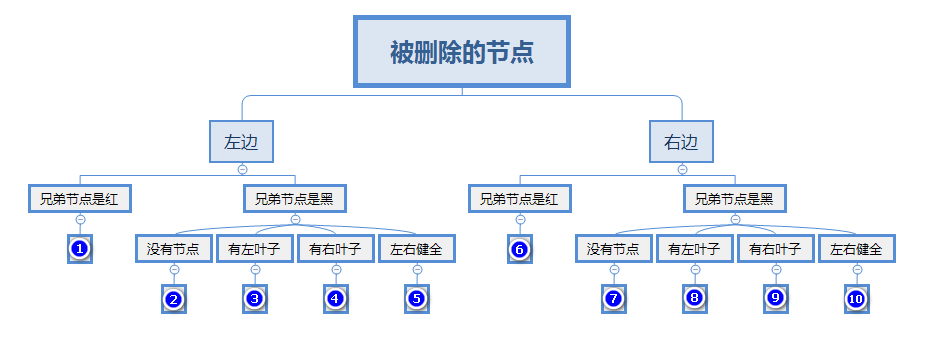 被删除的节点
左边
右边
兄弟节点是红
兄弟节点是黑
兄弟节点是红
兄弟节点是黑
1
没有节点
有左叶子
有右叶子
左右健全
6
没有节点
有左叶子
有右叶子
左右健全
2
3
4
5
7
8
9
10